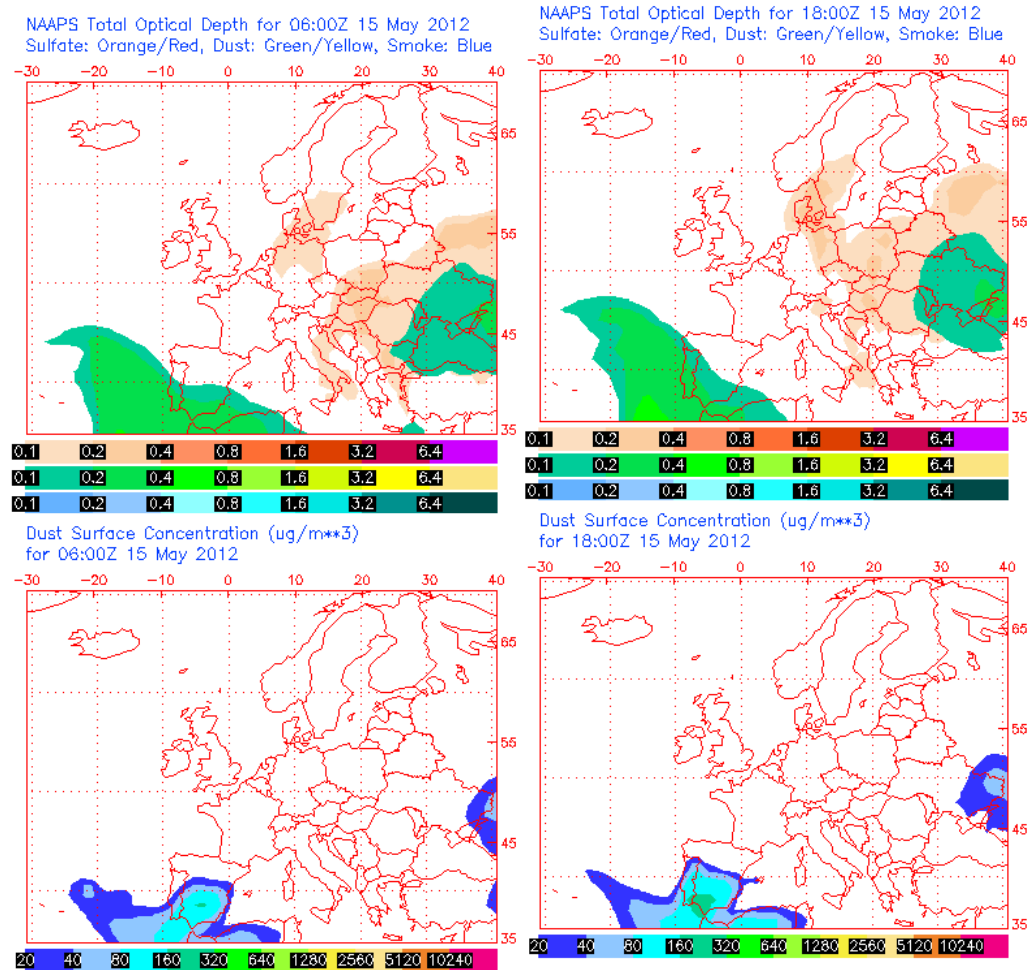 NAAPS Total Optical Depth for 06:00Z 15 May 2012
Sulfate: Orange/Red, Dust: Green/Yellow, Smoke: Blue
-30 -20 -10 0 10 20 30 40
65
55
45
35
0.1 0.2 0.4 0.8 1.6 3.2 6.4
0.1 0.2 0.4 0.8 1.6 3.2 6.4
0.1 0.2 0.4 0.8 1.6 3.2 6.4
NAAPS Total Optical Depth for 18:00Z 15 May 2012
Sulfate: Orange/Red, Dust: Green/Yellow, Smoke: Blue
-30 -20 -10 0 10 20 30 40
65
55
45
35
0.1 0.2 0.4 0.8 1.6 3.2 6.4
0.1 0.2 0.4 0.8 1.6 3.2 6.4
0.1 0.2 0.4 0.8 1.6 3.2 6.4
Dust Surface Concentration (ug/m**3)
for 06:00Z 15 May 2012
-30 -20 -10 0 10 20 30 40
65
55
45
35
20 40 80 160 320 640 1280 2560 5120 10240
Dust Surface Concentration (ug/m**3)
for 18:00Z 15 May 2012
-30 -20 -10 0 10 20 30 40
65
55
45
35
20 40 80 160 320 640 1280 2560 5120 10240